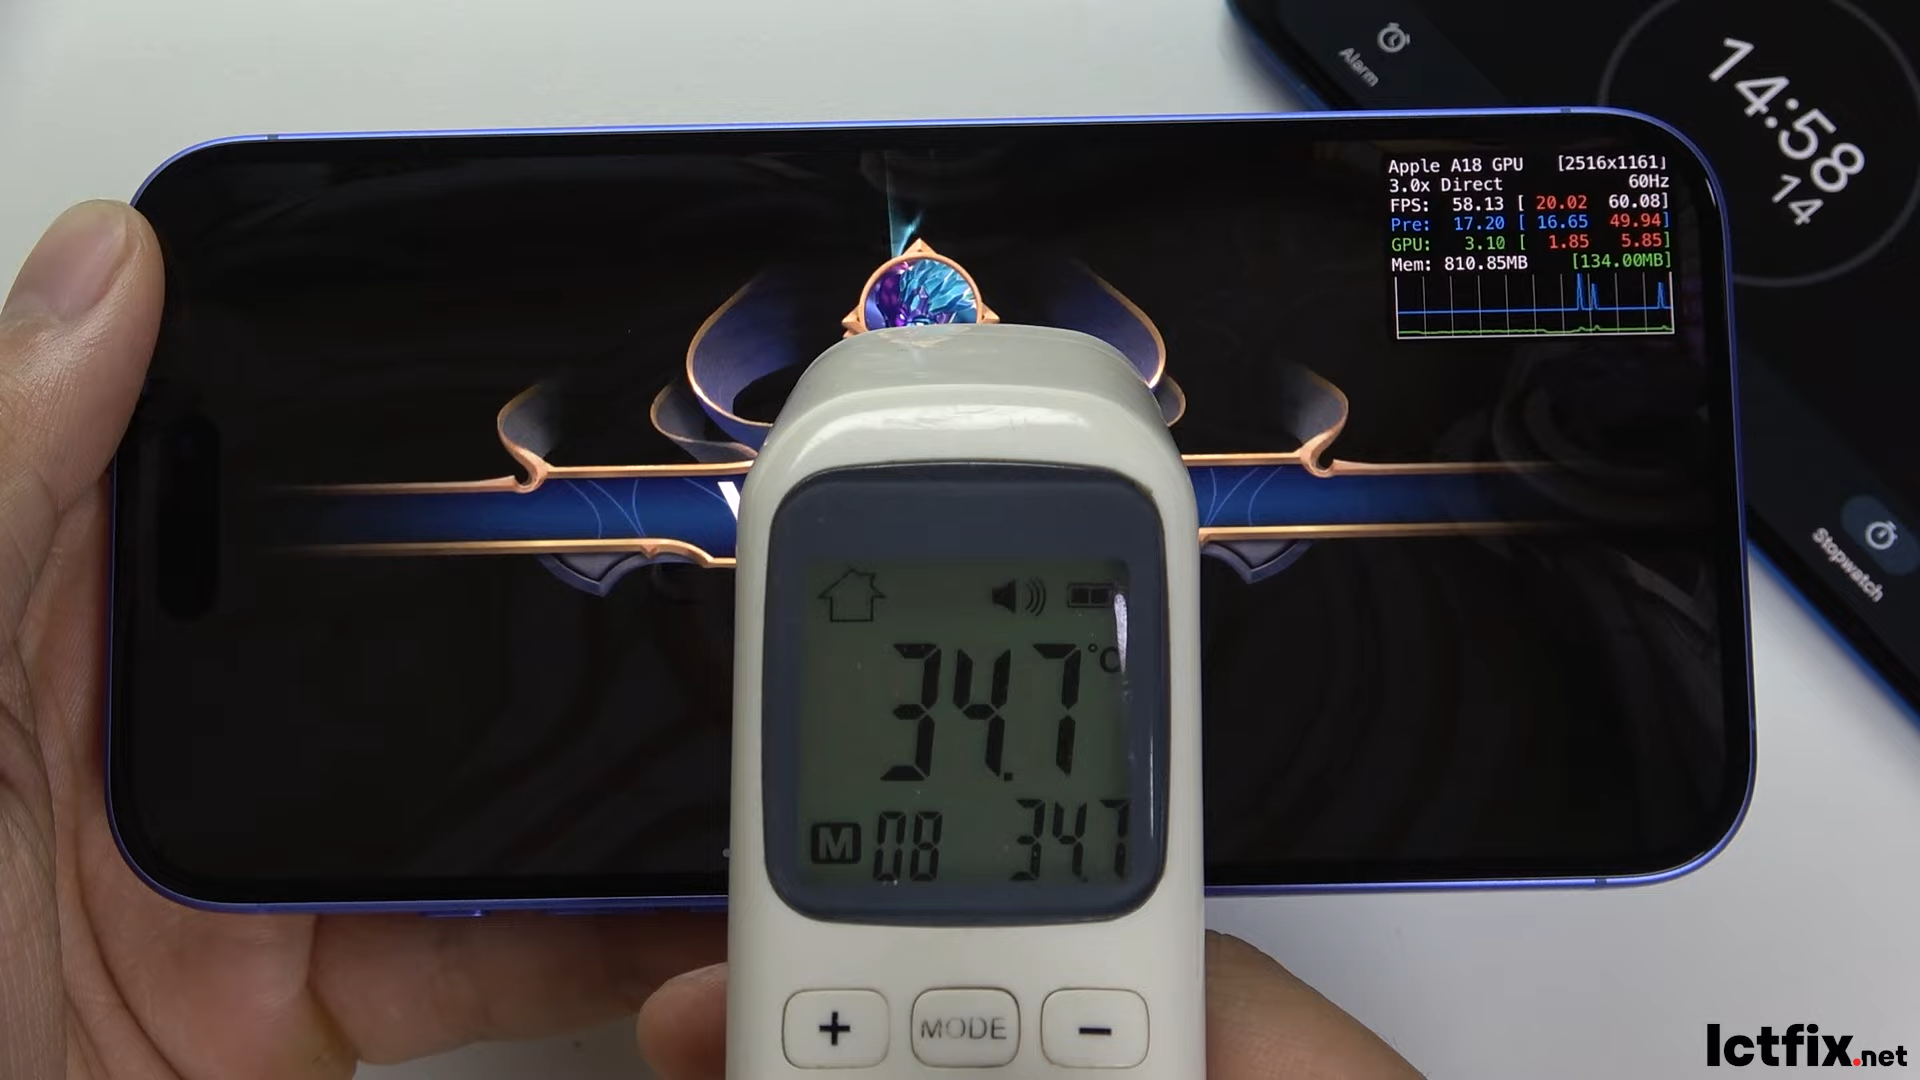 Alarm
14:58
14
Apple A18 GPU [2516x1161]
3.0x Direct 60Hz
FPS: 58.13 [ 20.02 60.08]
Pre: 17.20 [ 16.65 49.94]
GPU: 3.10 [ 1.85 5.85]
Mem: 810.85MB [134.00MB]
Stopwatch
34.7 °C
M 08 34.7
+ MODE −
Ictfix.net